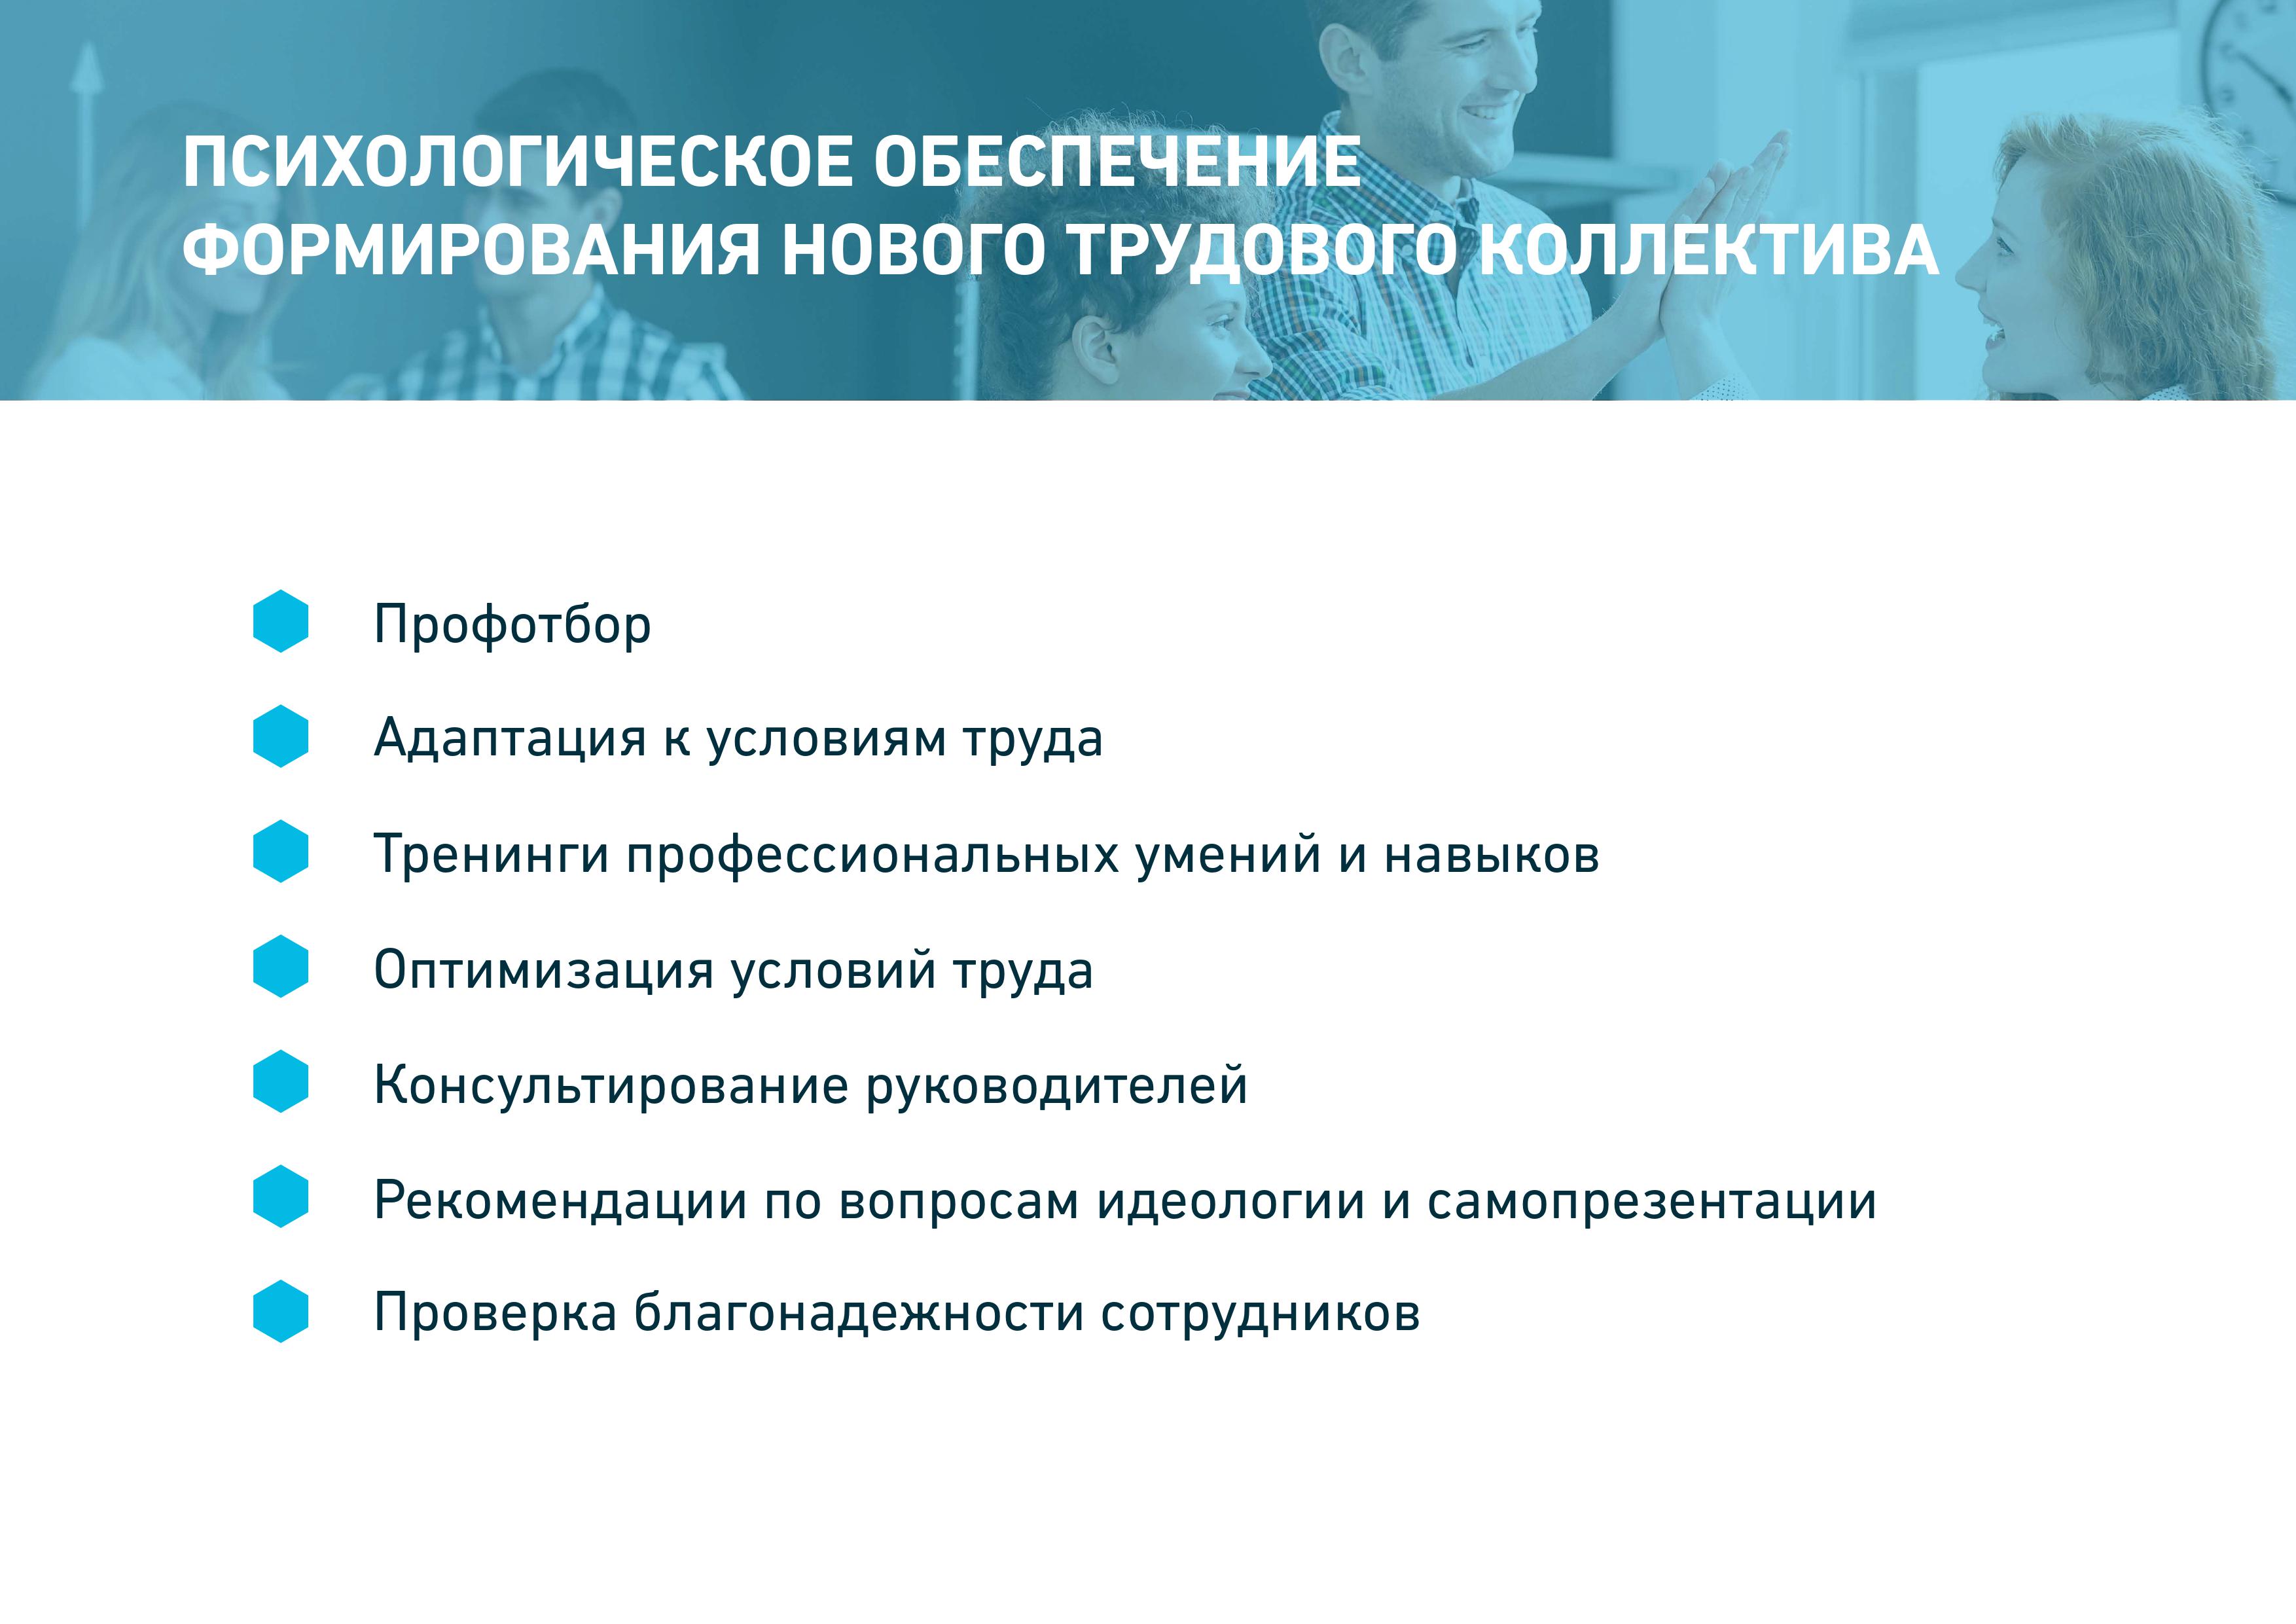 ПСИХОЛОГИЧЕСКОЕ ОБЕСПЕЧЕНИЕ
ФОРМИРОВАНИЯ НОВОГО ТРУДОВОГО КОЛЛЕКТИВА
Профотбор
Адаптация к условиям труда
Тренинги профессиональных умений и навыков
Оптимизация условий труда
Консультирование руководителей
Рекомендации по вопросам идеологии и самопрезентации
Проверка благонадежности сотрудников